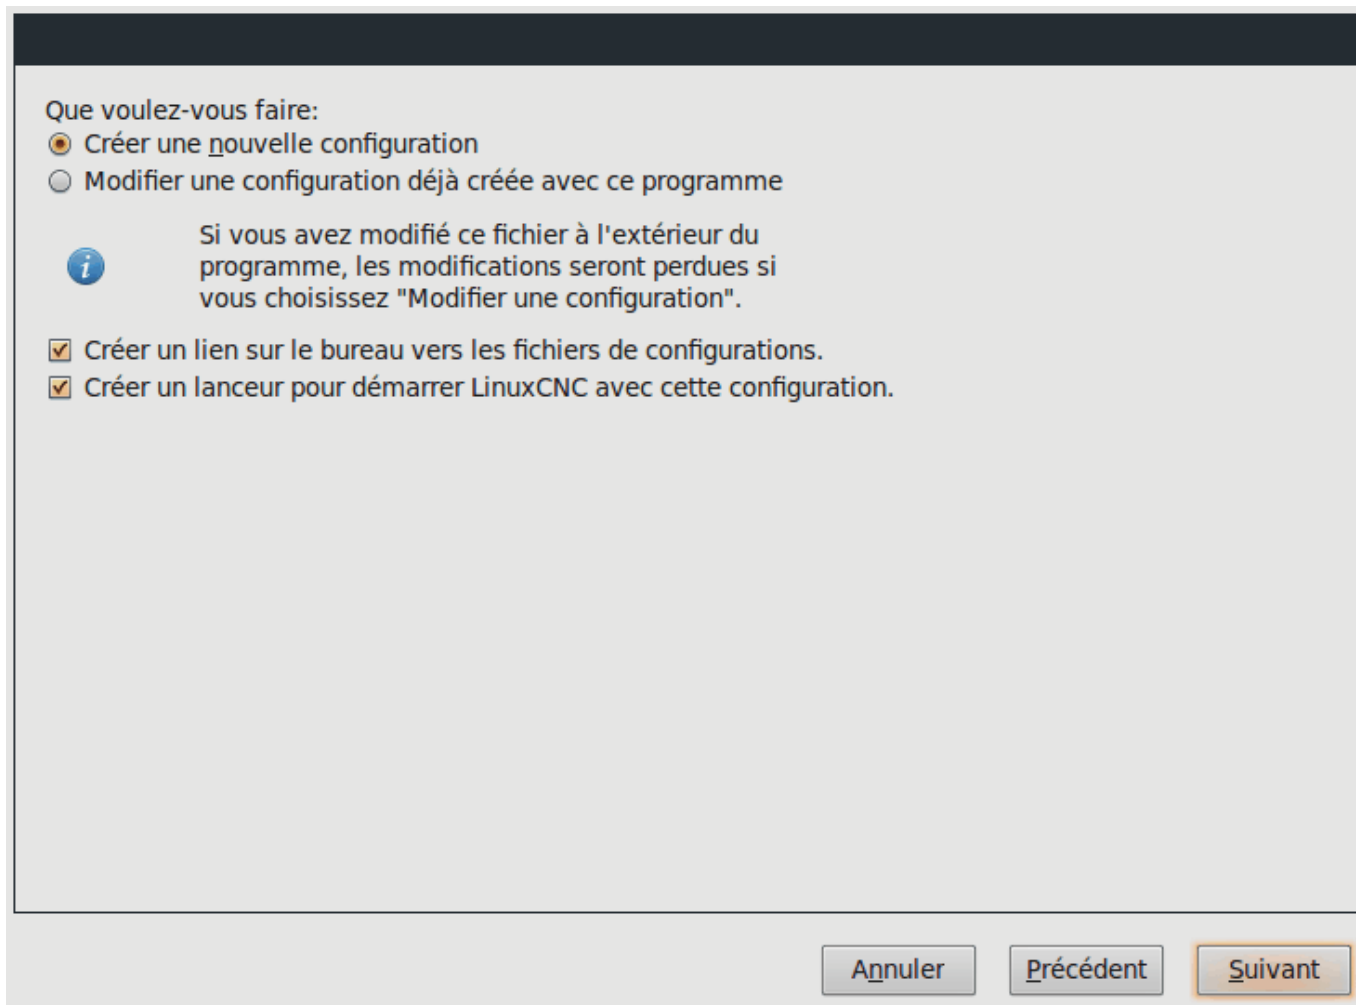 Que voulez-vous faire:
Créer une nouvelle configuration
Modifier une configuration déjà créée avec ce programme
Si vous avez modifié ce fichier à l'extérieur du
programme, les modifications seront perdues si
vous choisissez "Modifier une configuration".
Créer un lien sur le bureau vers les fichiers de configurations.
Créer un lanceur pour démarrer LinuxCNC avec cette configuration.
Annuler
Précédent
Suivant